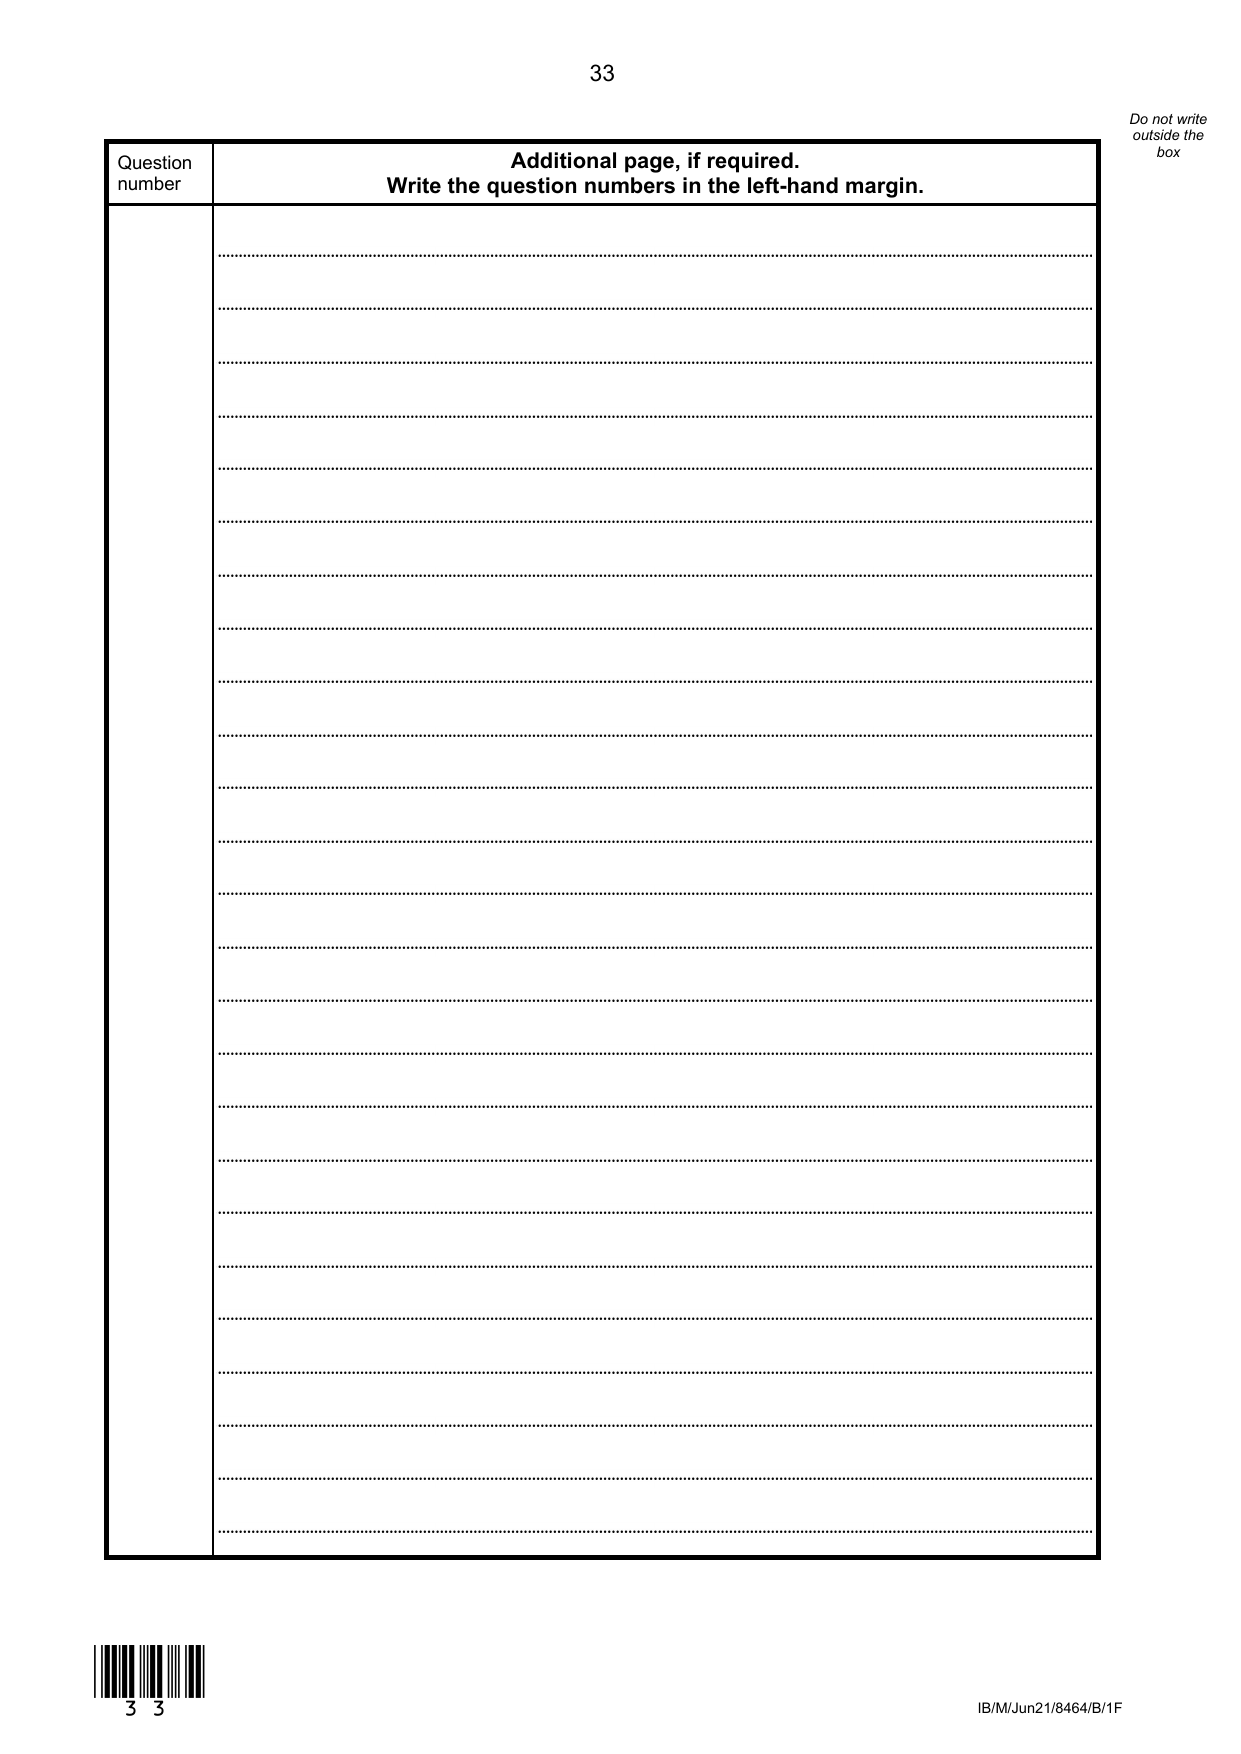 33
Do not write
outside the
box
Question
number
Additional page, if required.
Write the question numbers in the left-hand margin.
3 3
IB/M/Jun21/8464/B/1F